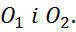 O₁ i O₂.